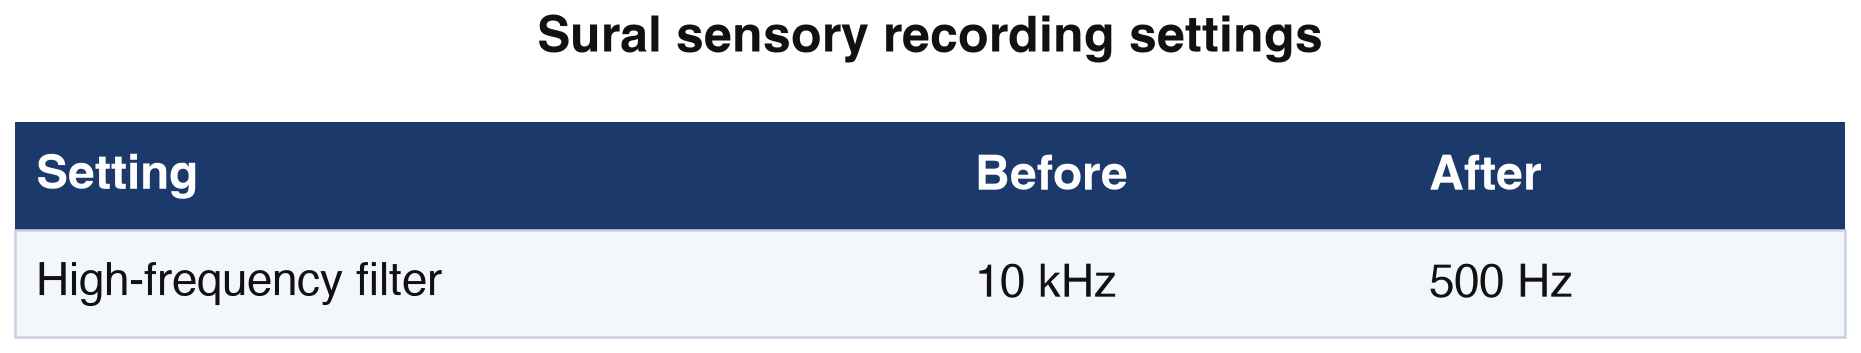 Sural sensory recording settings
Setting Before After
High-frequency filter 10 kHz 500 Hz